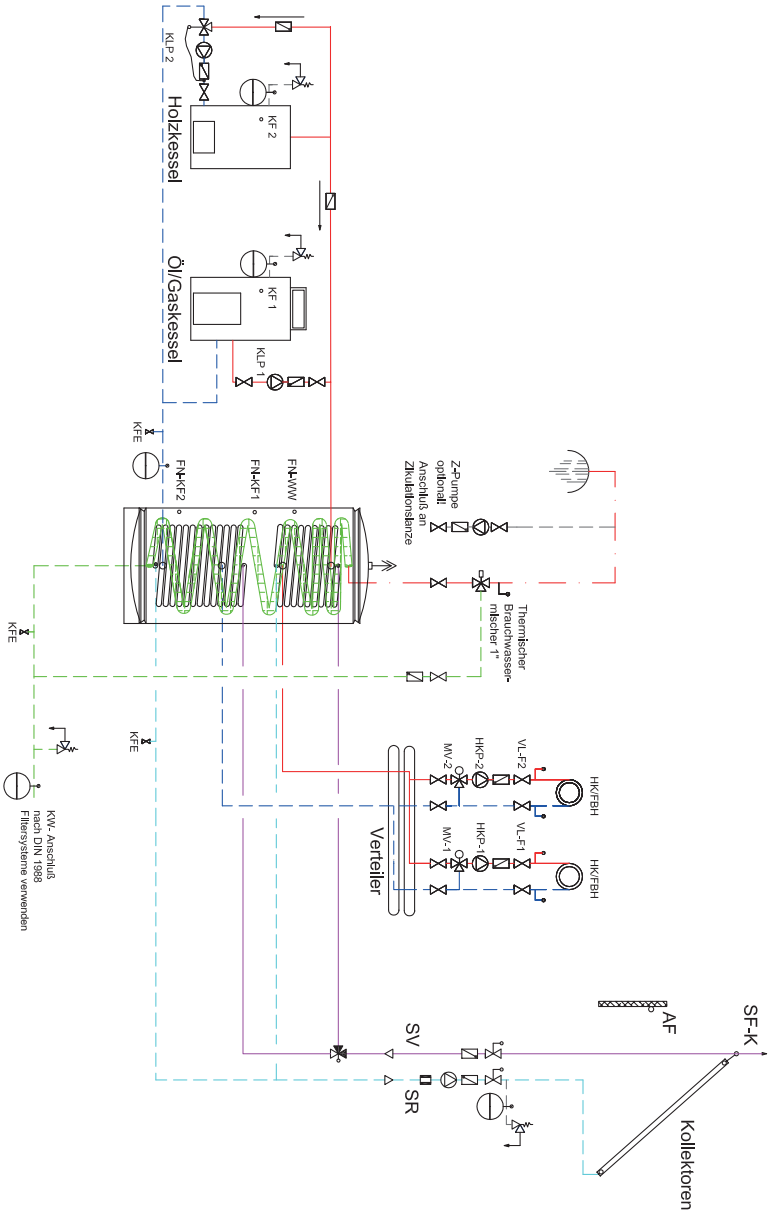 KLP 2
Holzkessel
KF 2
Öl/Gaskessel
KF 1
KLP 1
KFE
FN-KF2
FN-KF1
FN-WW
Z-Pumpe
optional!
Anschluß an
Zikulationslanze
Thermischer
Brauchwasser-
mischer 1"
KFE
KFE
KW- Anschluß
nach DIN 1988
Filtersysteme verwenden
Verteiler
MV-2
HKP-2
VL-F2
HK/FBH
MV-1
HKP-1
VL-F1
HK/FBH
SV
SR
AF
SF-K
Kollektoren